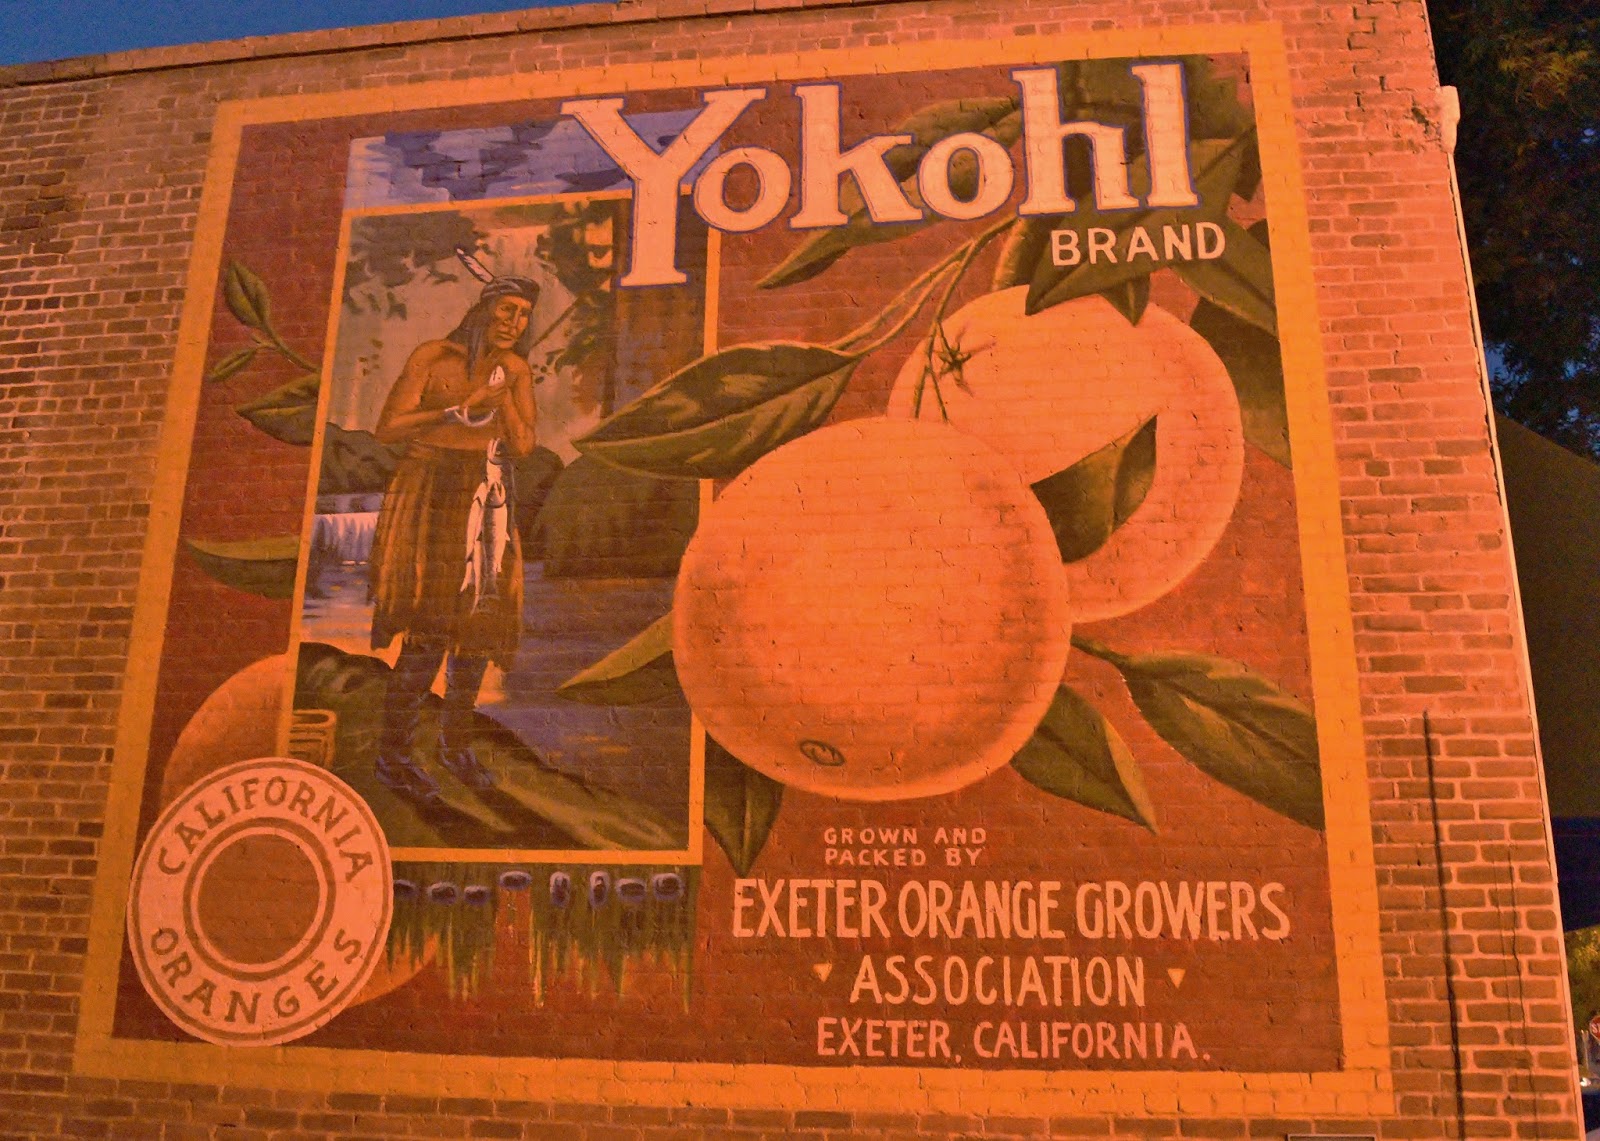 Yokohl
BRAND
GROWN AND
PACKED BY
EXETER ORANGE GROWERS
ASSOCIATION
EXETER, CALIFORNIA.
CALIFORNIA
ORANGES